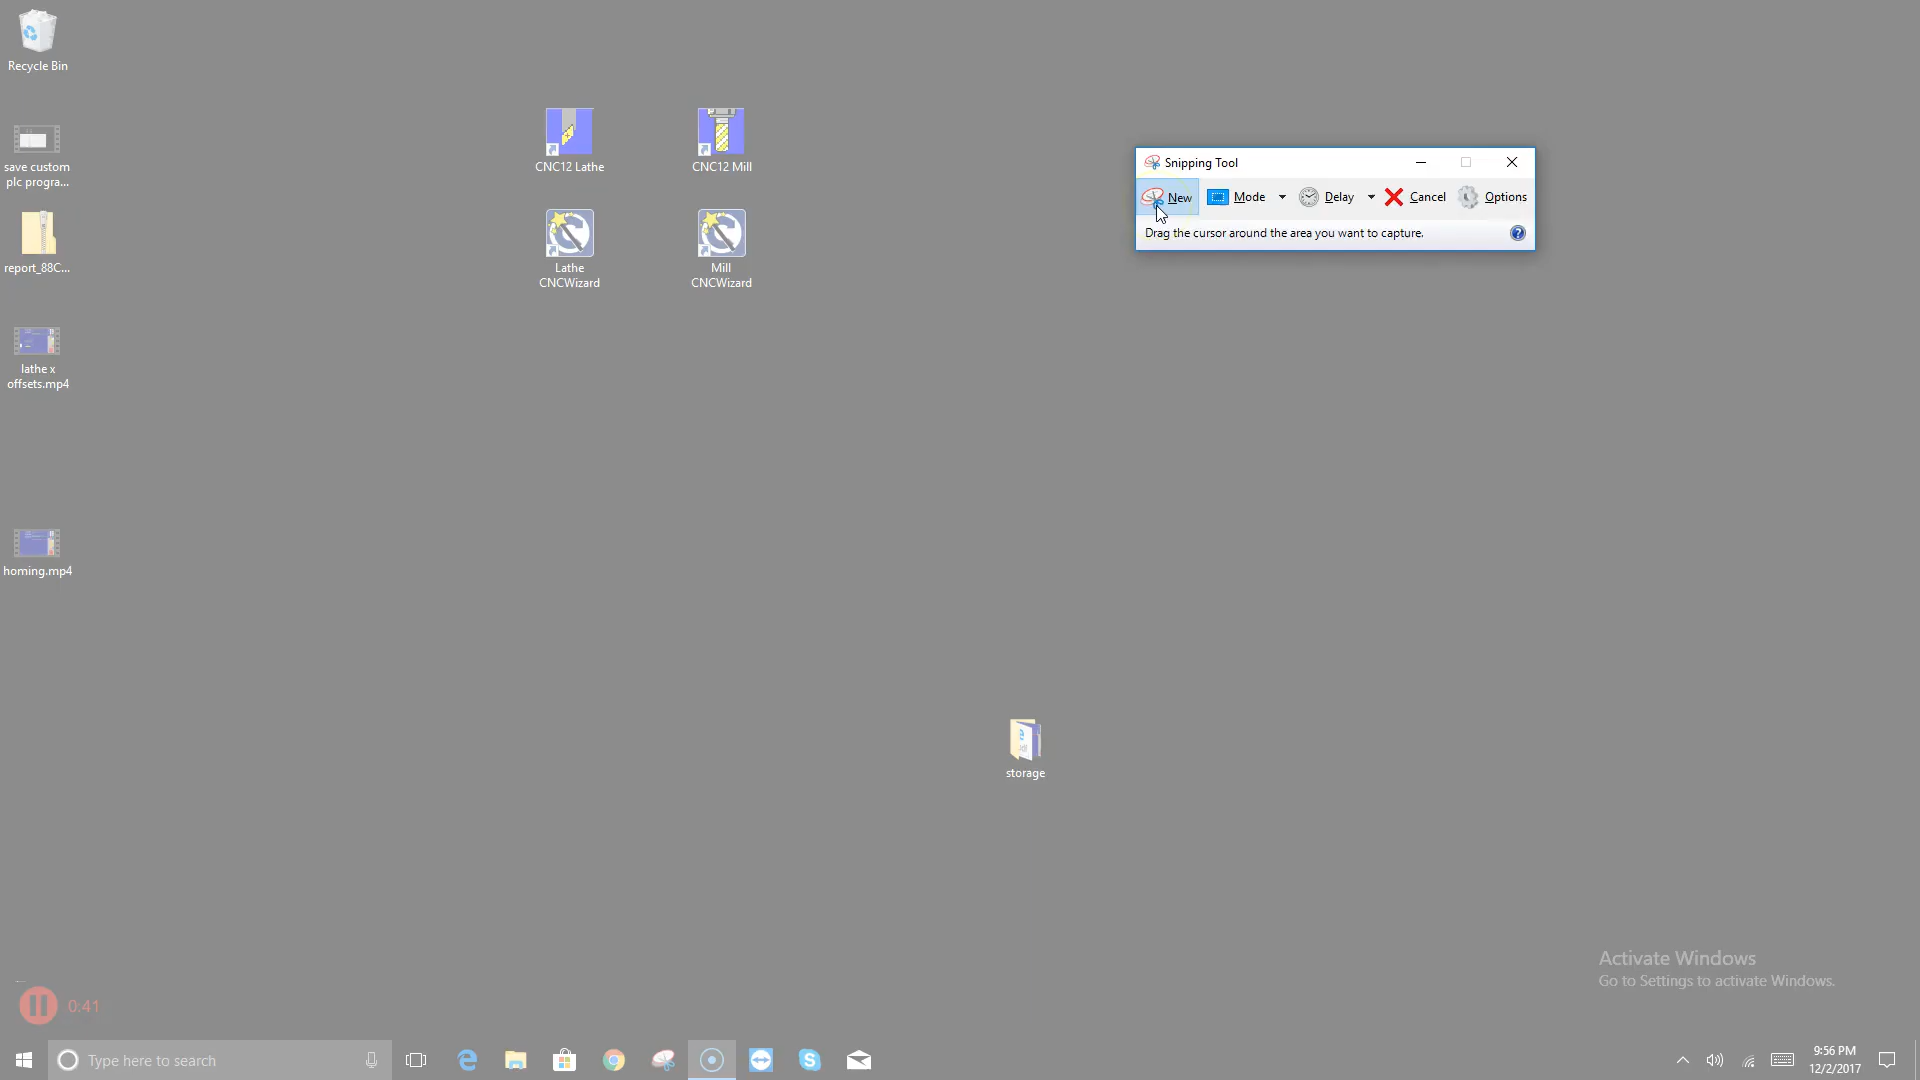 Recycle Bin
save custom
plc progra...
report_88C...
lathe x
offsets.mp4
homing.mp4
CNC12 Lathe
CNC12 Mill
Lathe
CNCWizard
Mill
CNCWizard
Snipping Tool
New
Mode
Delay
Cancel
Options
Drag the cursor around the area you want to capture.
storage
Activate Windows
Go to Settings to activate Windows.
0:41
Type here to search
9:56 PM
12/2/2017